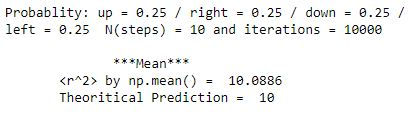 Probablity: up = 0.25 / right = 0.25 / down = 0.25 /
left = 0.25  N(steps) = 10 and iterations = 10000
***Mean***
<r^2> by np.mean() =  10.0886
Theoritical Prediction =  10